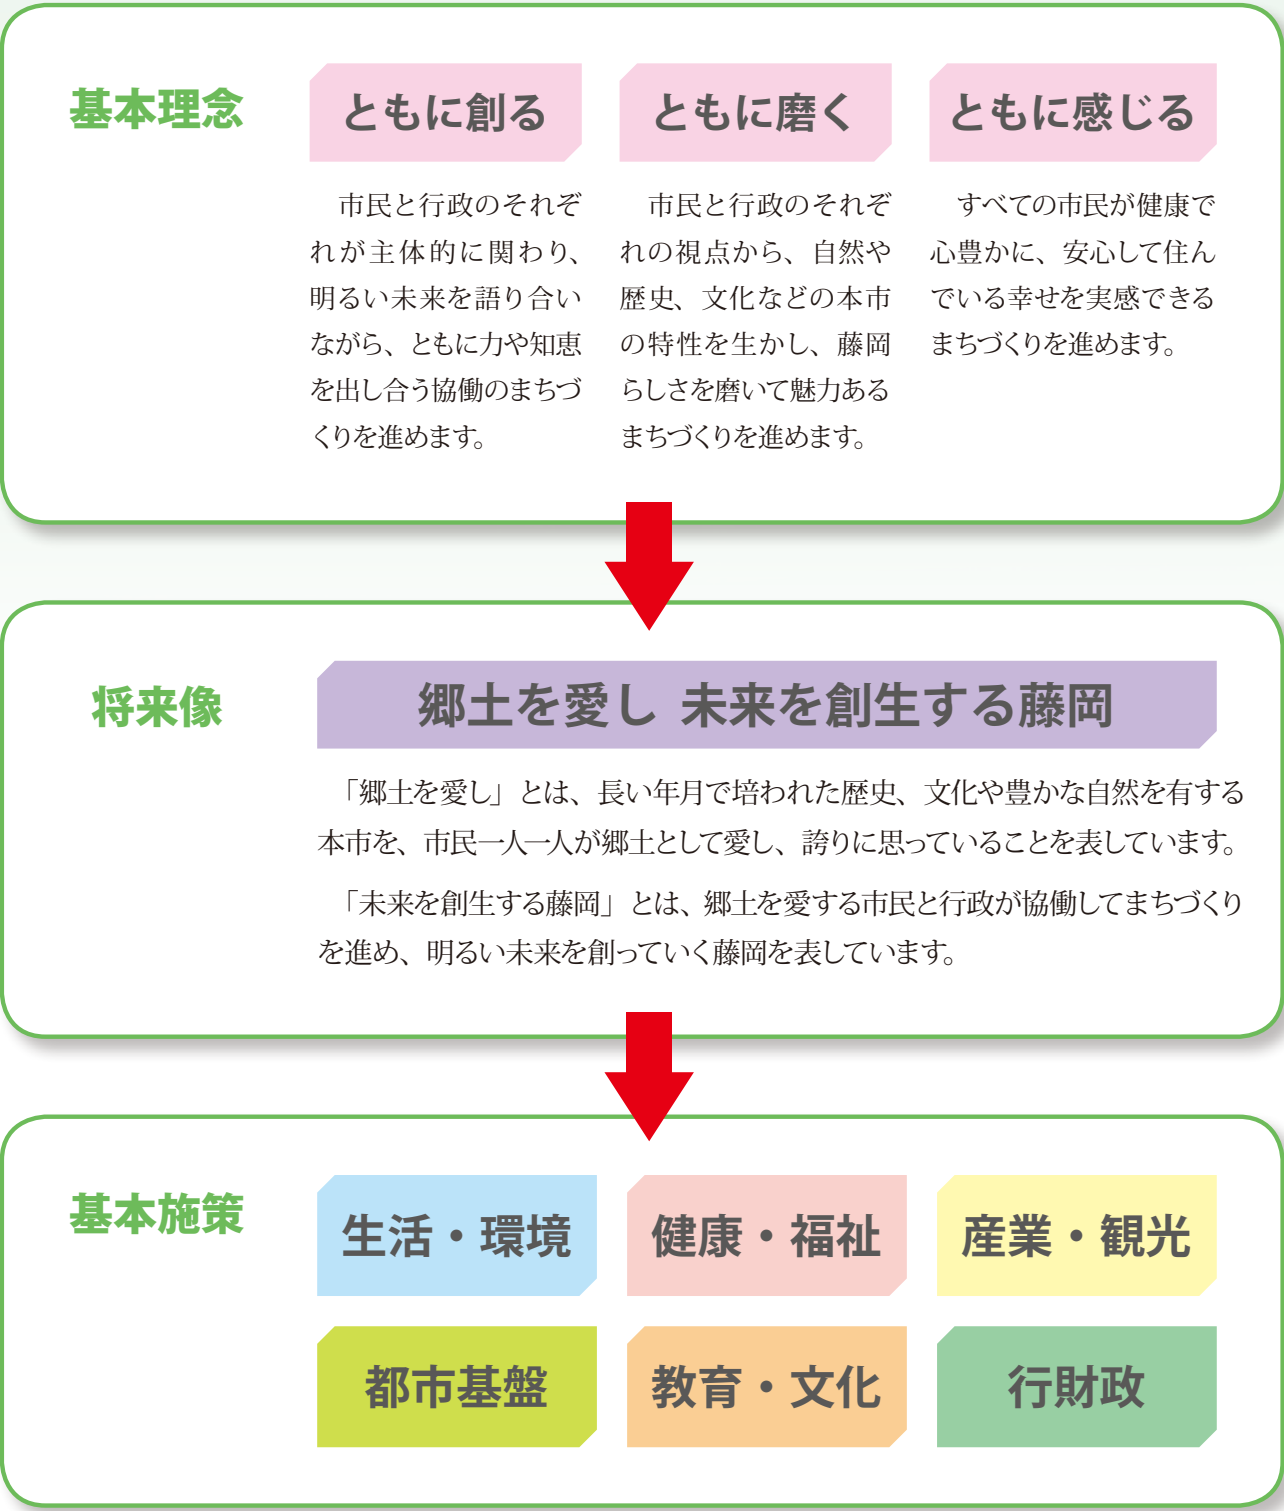 基本理念
ともに創る
市民と行政のそれぞ
れが主体的に関わり、
明るい未来を語り合い
ながら、ともに力や知恵
を出し合う協働のまちづ
くりを進めます。
ともに磨く
市民と行政のそれぞ
れの視点から、自然や
歴史、文化などの本市
の特性を生かし、藤岡
らしさを磨いて魅力ある
まちづくりを進めます。
ともに感じる
すべての市民が健康で
心豊かに、安心して住ん
でいる幸せを実感できる
まちづくりを進めます。
将来像
郷土を愛し 未来を創生する藤岡
「郷土を愛し」とは、長い年月で培われた歴史、文化や豊かな自然を有する
本市を、市民一人一人が郷土として愛し、誇りに思っていることを表しています。
「未来を創生する藤岡」とは、郷土を愛する市民と行政が協働してまちづくり
を進め、明るい未来を創っていく藤岡を表しています。
基本施策
生活・環境
健康・福祉
産業・観光
都市基盤
教育・文化
行財政